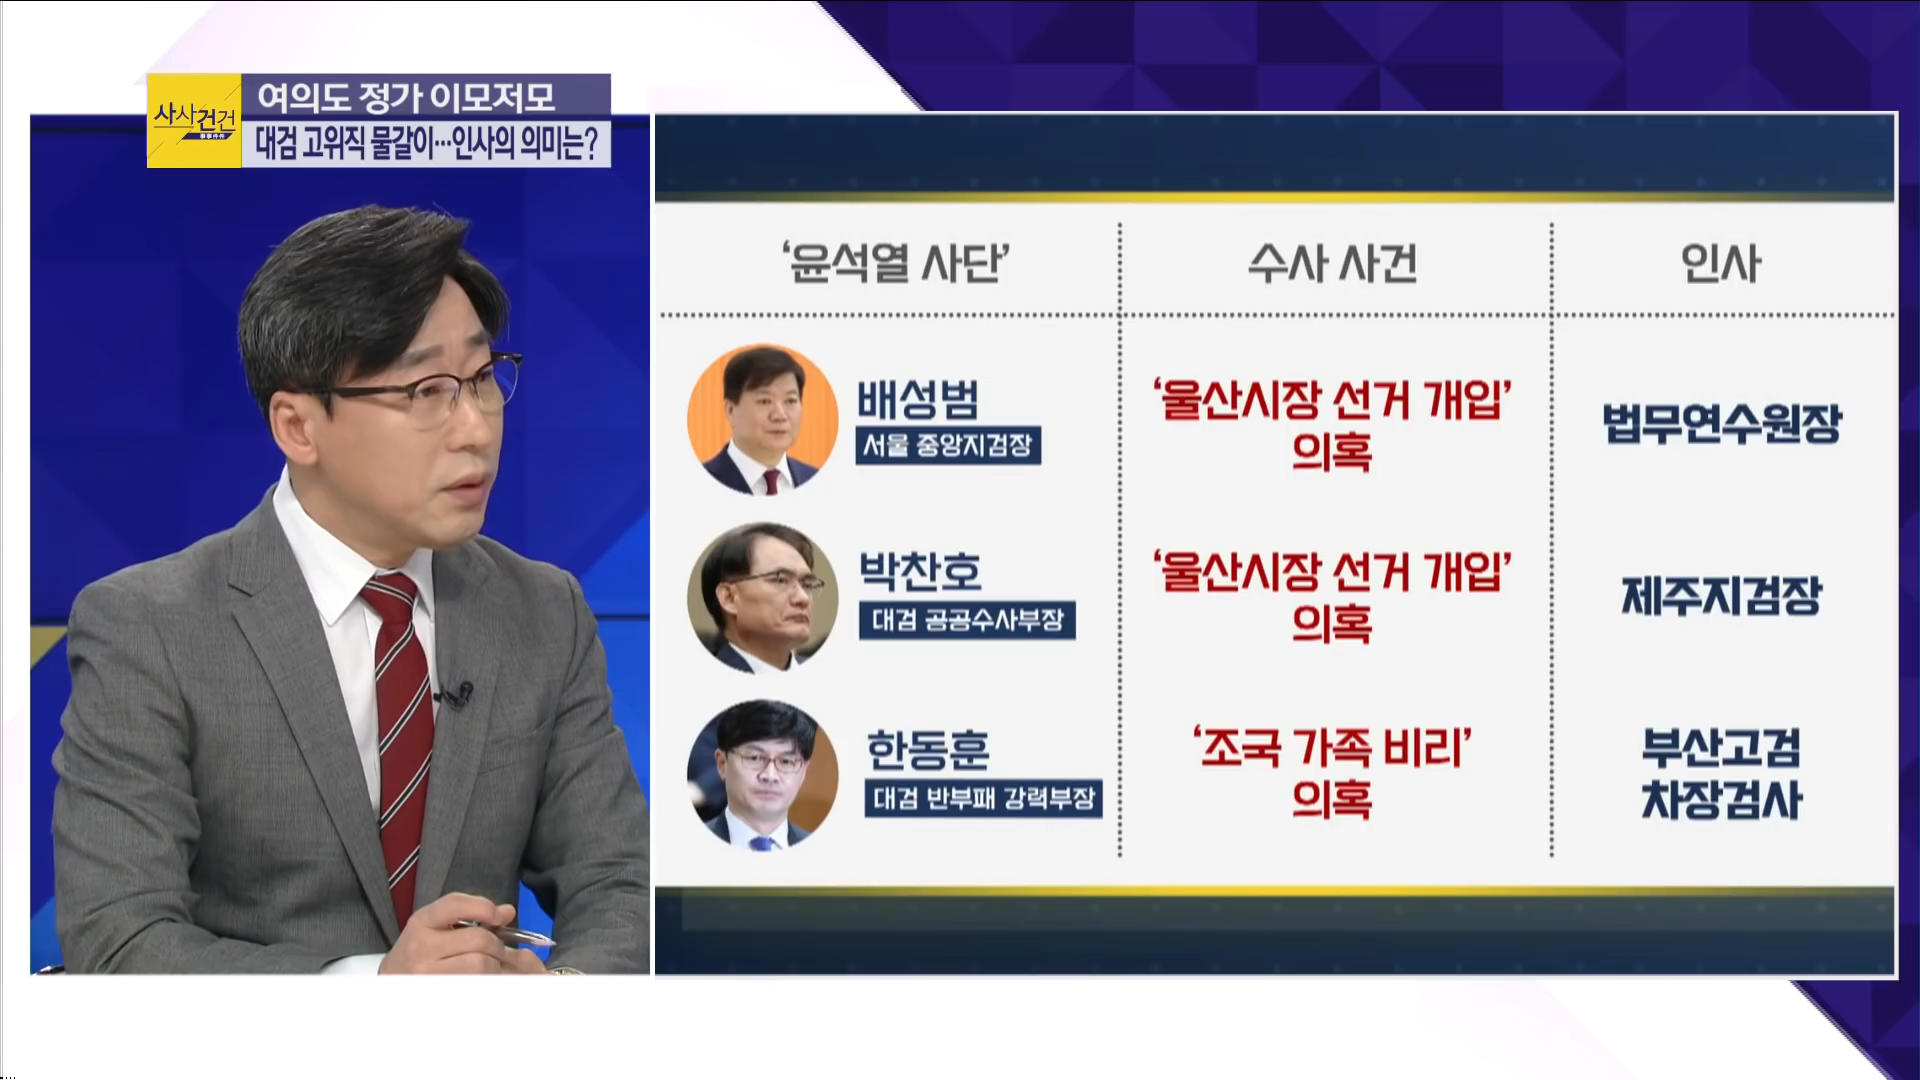 사사건건
事事件件
여의도 정가 이모저모
대검 고위직 물갈이…인사의 의미는?
‘윤석열 사단’
수사 사건
인사
배성범
서울 중앙지검장
‘울산시장 선거 개입’
의혹
법무연수원장
박찬호
대검 공공수사부장
‘울산시장 선거 개입’
의혹
제주지검장
한동훈
대검 반부패 강력부장
‘조국 가족 비리’
의혹
부산고검
차장검사